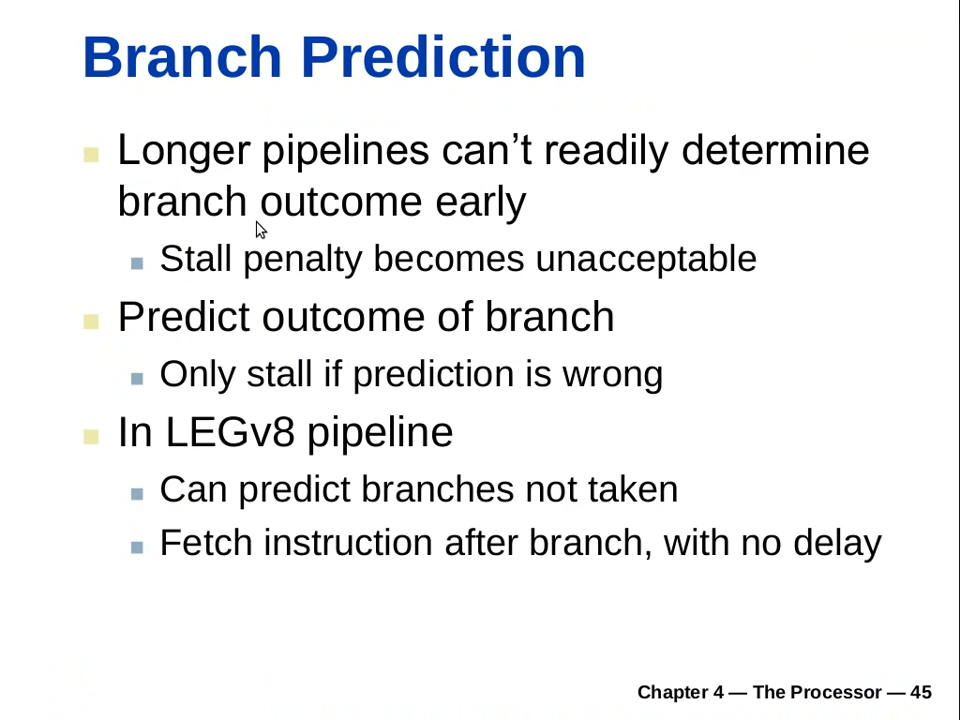 Branch Prediction
Longer pipelines can’t readily determine
branch outcome early
Stall penalty becomes unacceptable
Predict outcome of branch
Only stall if prediction is wrong
In LEGv8 pipeline
Can predict branches not taken
Fetch instruction after branch, with no delay
Chapter 4 — The Processor — 45